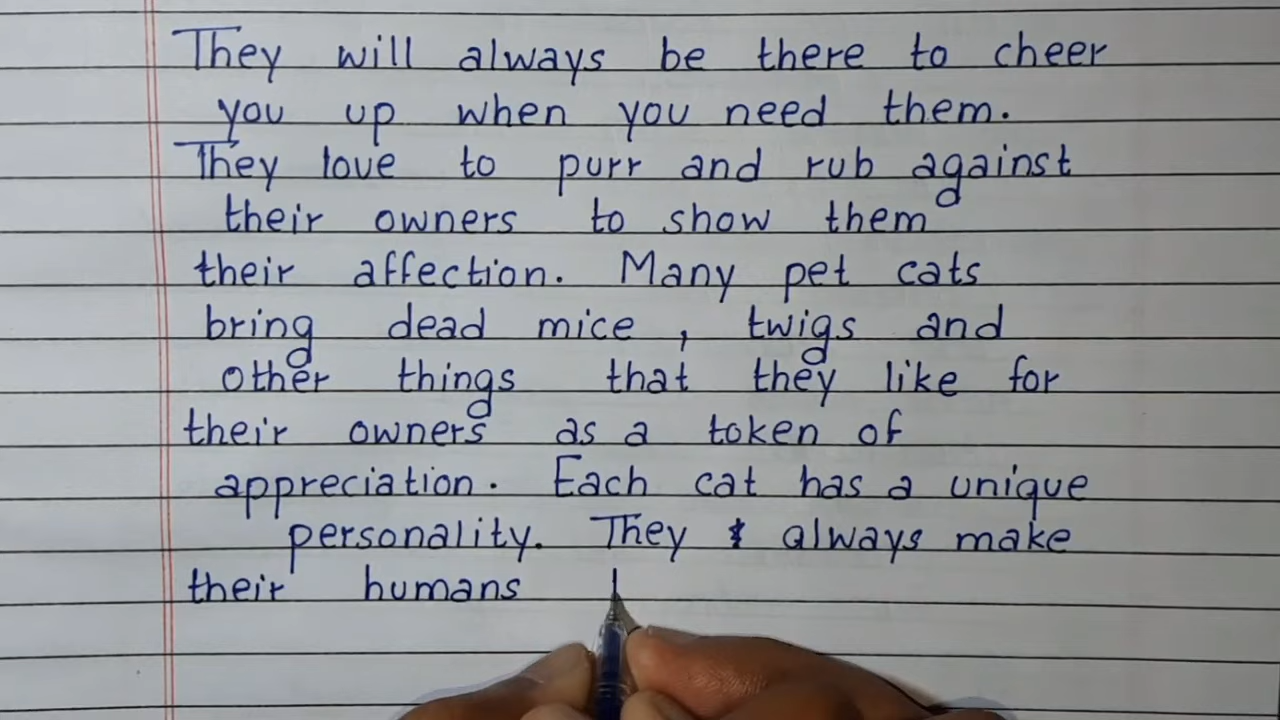 They will always be there to cheer
you up when you need them.
They love to purr and rub against
their owners to show them
their affection. Many pet cats
bring dead mice, twigs and
other things that they like for
their owners as a token of
appreciation. Each cat has a unique
personality. They always make
their humans